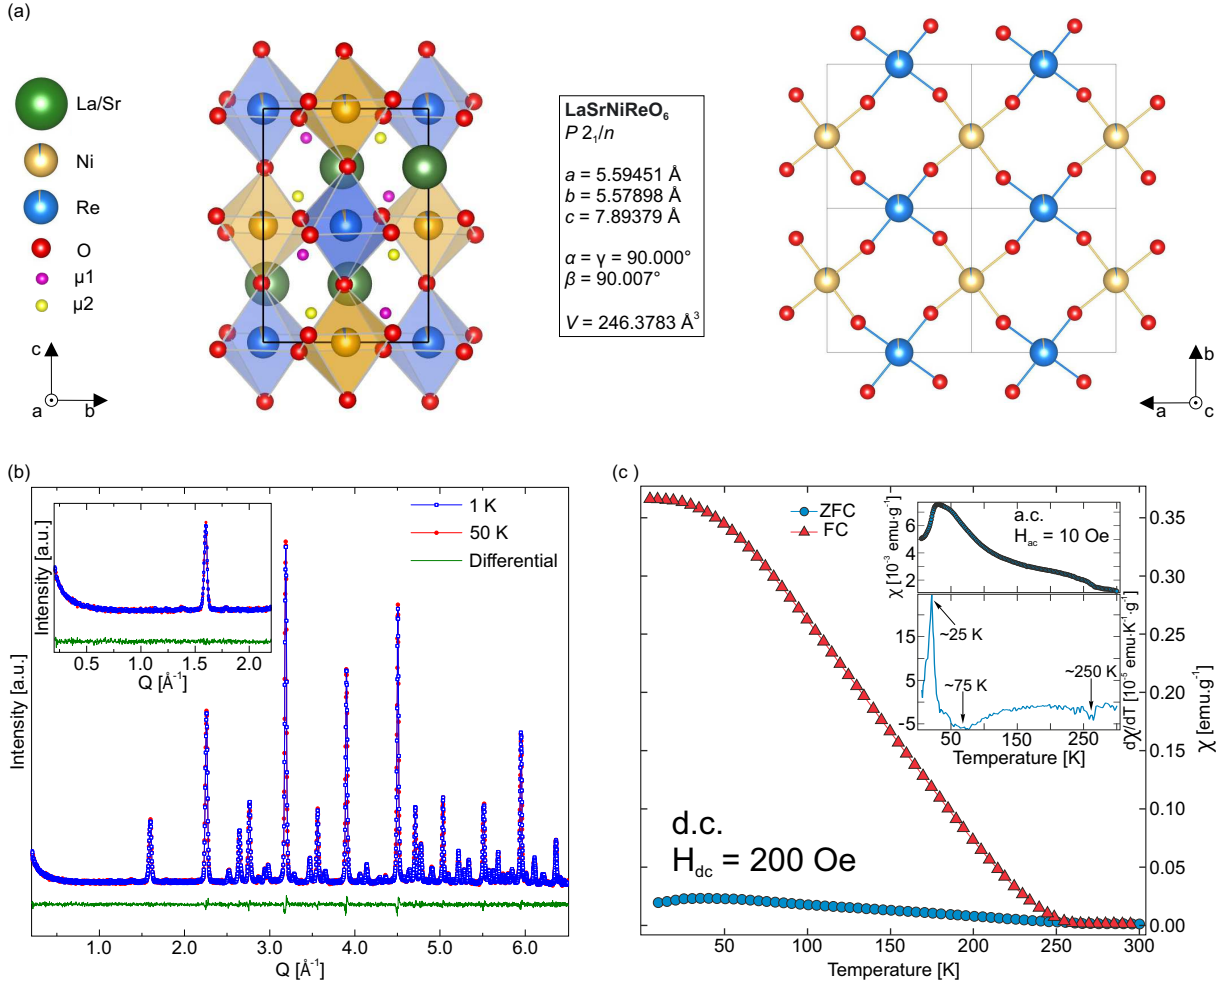 (a)
La/Sr
Ni
Re
O
μ1
μ2
c
a
b
LaSrNiReO₆
P 2₁/n
a = 5.59451 Å
b = 5.57898 Å
c = 7.89379 Å
α = γ = 90.000°
β = 90.007°
V = 246.3783 Å³
b
a
c
(b)
Intensity [a.u.]
Q [Å⁻¹]
1.0 2.0 3.0 4.0 5.0 6.0
1 K
50 K
Differential
Intensity [a.u.]
0.5 1.0 1.5 2.0
Q [Å⁻¹]
(c)
ZFC
FC
d.c.
H_dc = 200 Oe
50 100 150 200 250 300
Temperature [K]
0.35
0.30
0.25
0.20
0.15
0.10
0.05
0.00
χ [emu.g⁻¹]
a.c.
H_ac = 10 Oe
χ [10⁻³ emu·g⁻¹]
6
4
2
~25 K
~75 K
~250 K
15
5
-5
dχ/dT [10⁻⁵ emu·K⁻¹·g⁻¹]
50 150 250
Temperature [K]